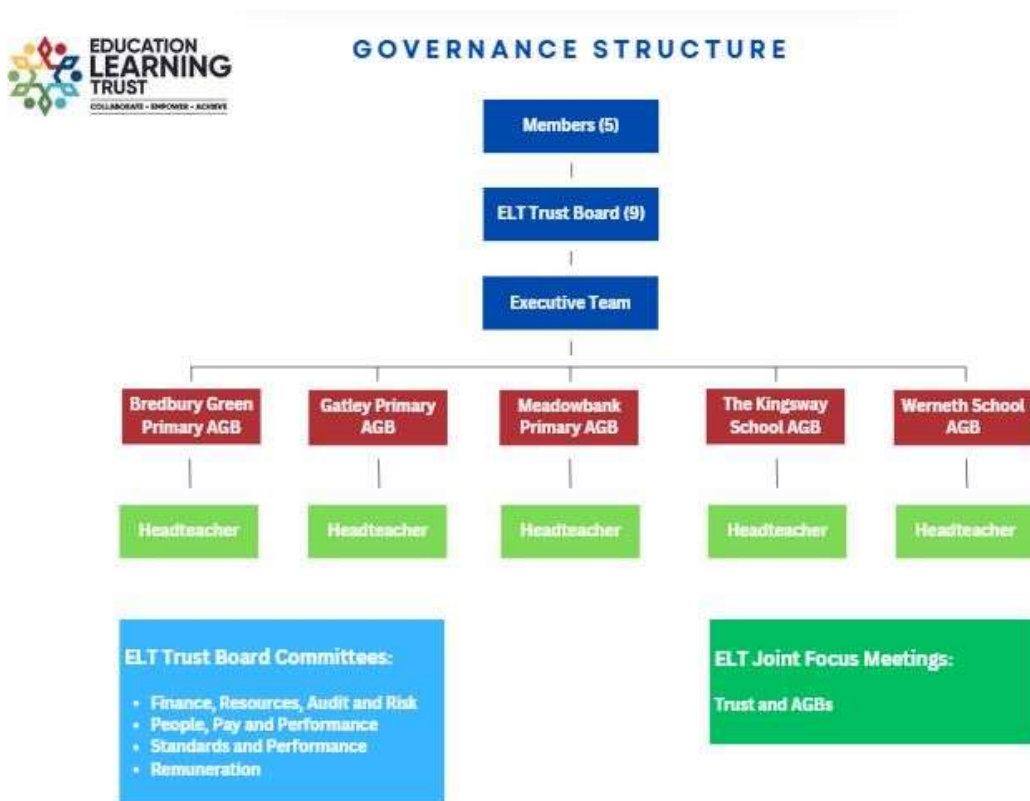 EDUCATION
LEARNING
TRUST
COLLABORATE • EMPOWER • ACHIEVE
GOVERNANCE STRUCTURE
Members (5)
ELT Trust Board (9)
Executive Team
Bredbury Green
Primary AGB
Gatley Primary
AGB
Meadowbank
Primary AGB
The Kingsway
School AGB
Werneth School
AGB
Headteacher
Headteacher
Headteacher
Headteacher
Headteacher
ELT Trust Board Committees:
• Finance, Resources, Audit and Risk
• People, Pay and Performance
• Standards and Performance
• Remuneration
ELT Joint Focus Meetings:
Trust and AGBs